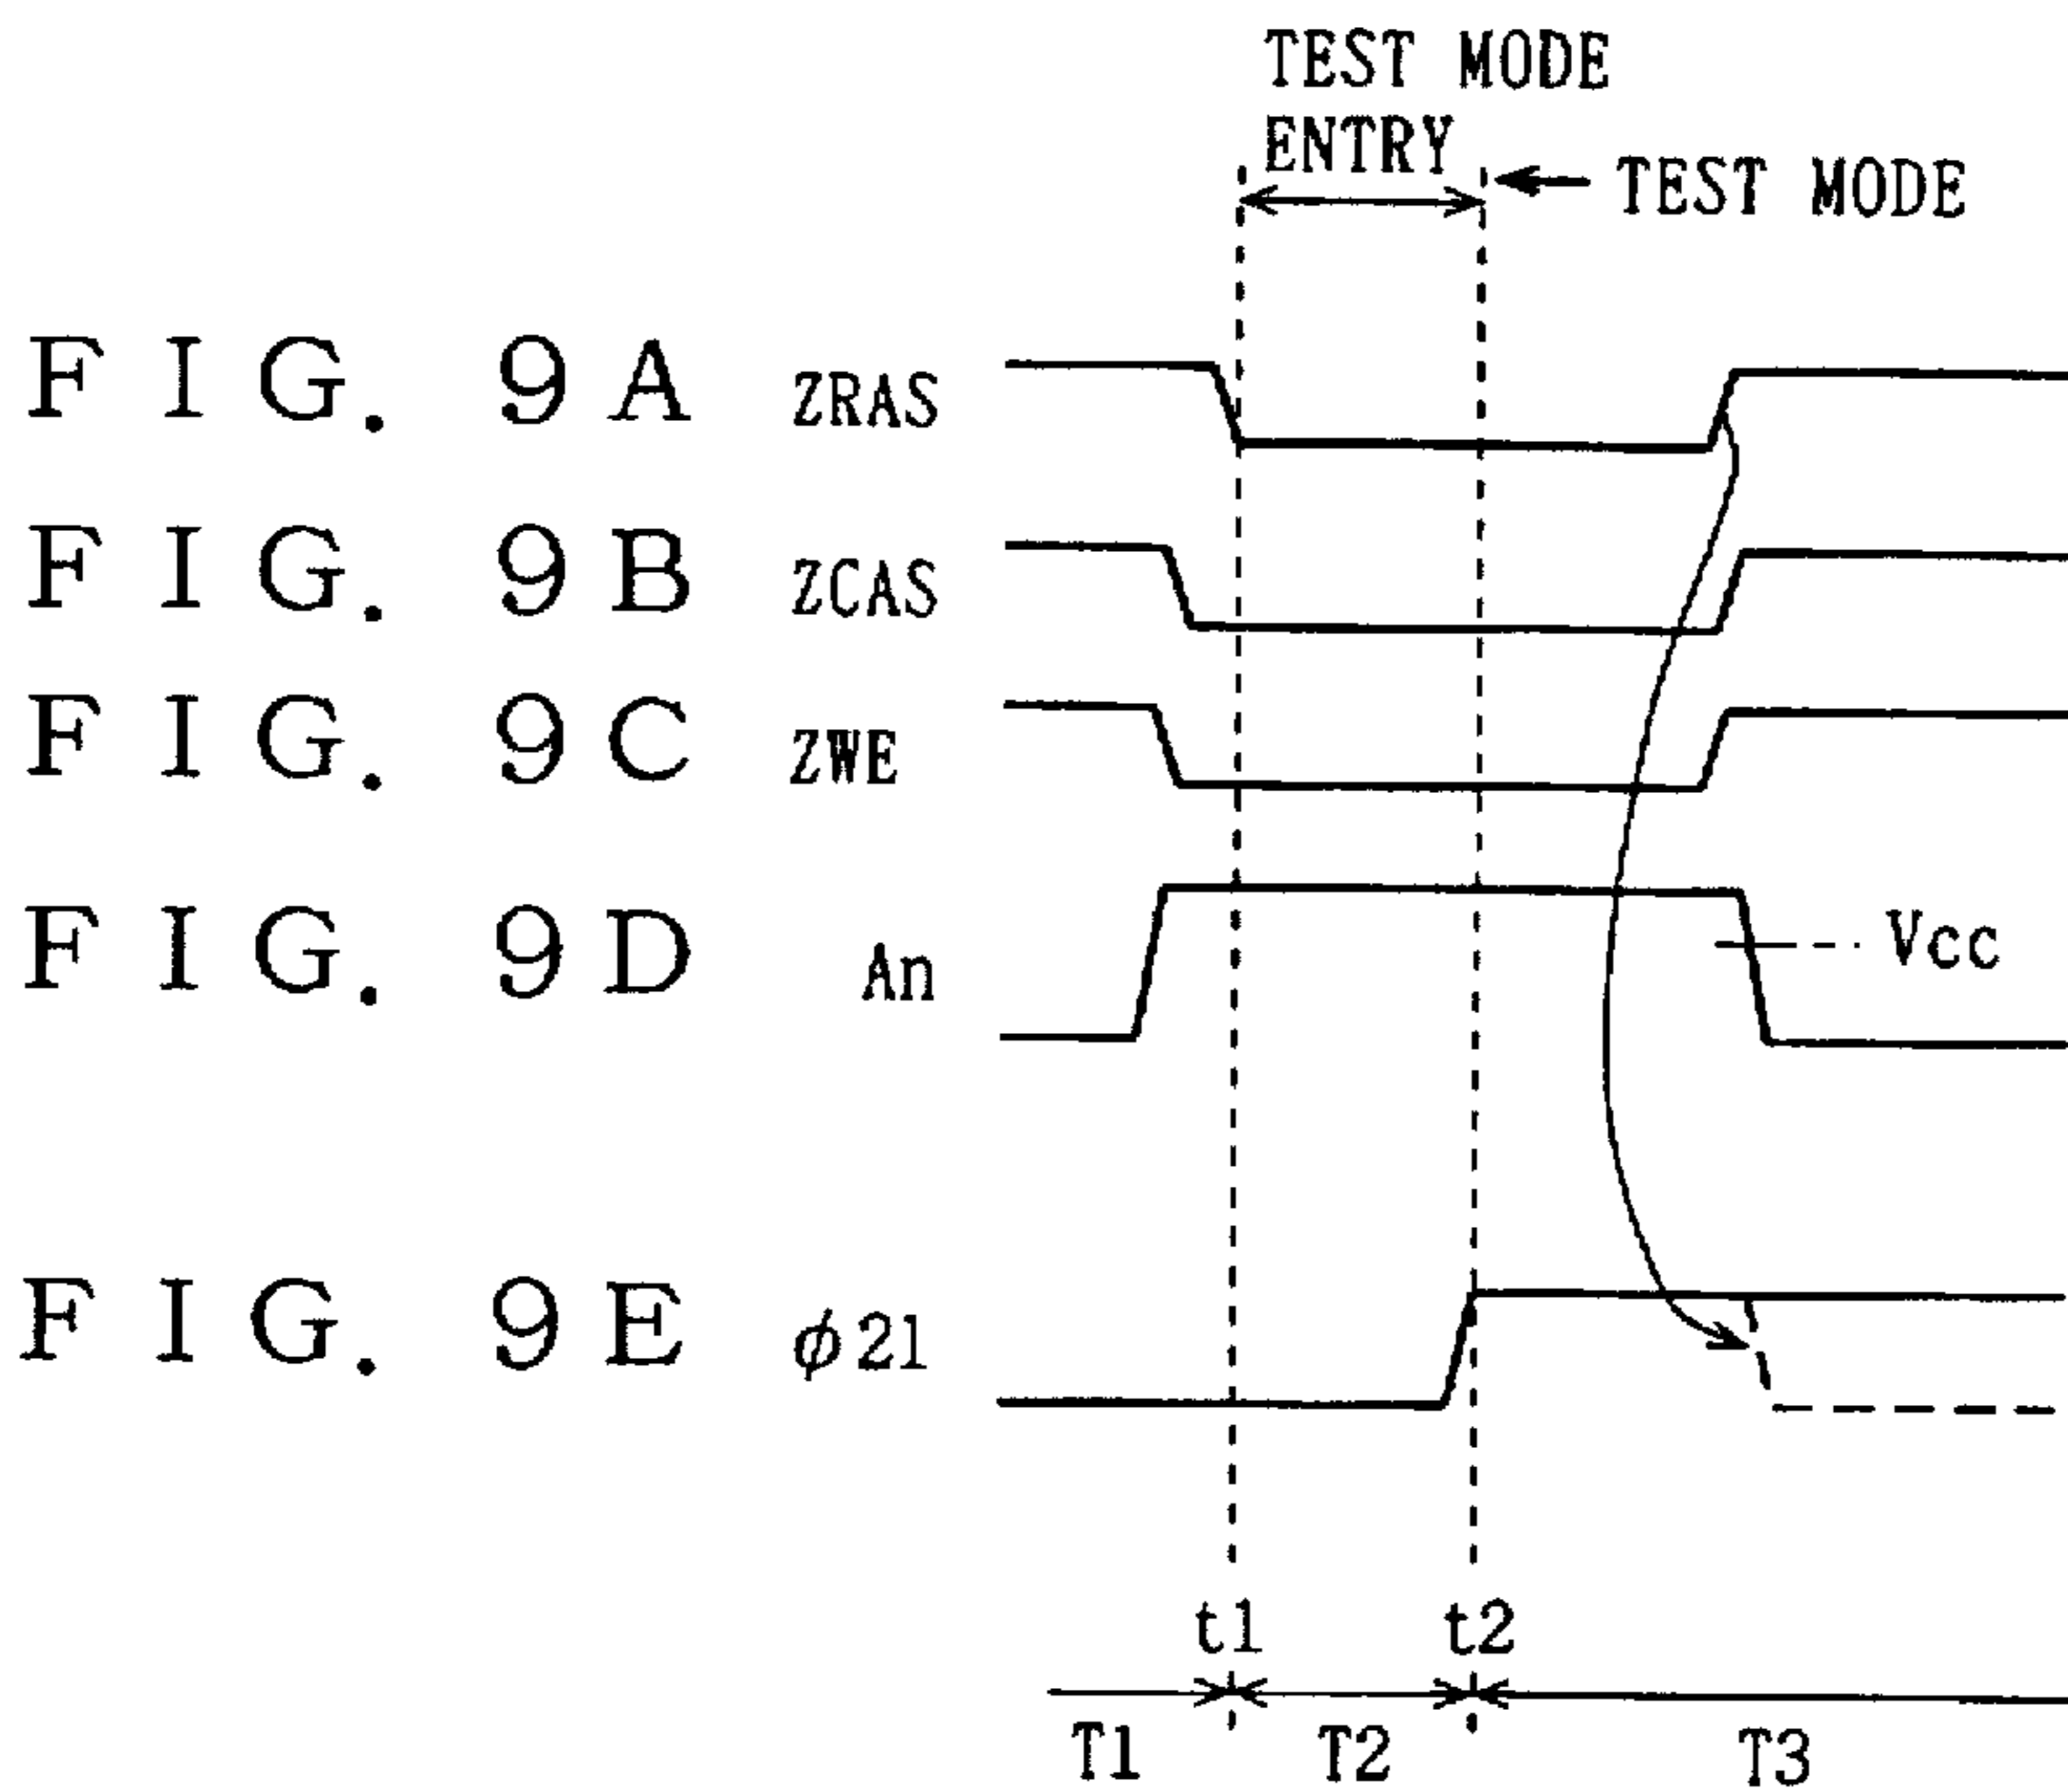 TEST MODE
ENTRY
TEST MODE
FIG. 9A ZRAS
FIG. 9B ZCAS
FIG. 9C ZWE
FIG. 9D An
Vcc
FIG. 9E φ21
t1 t2
T1 T2 T3